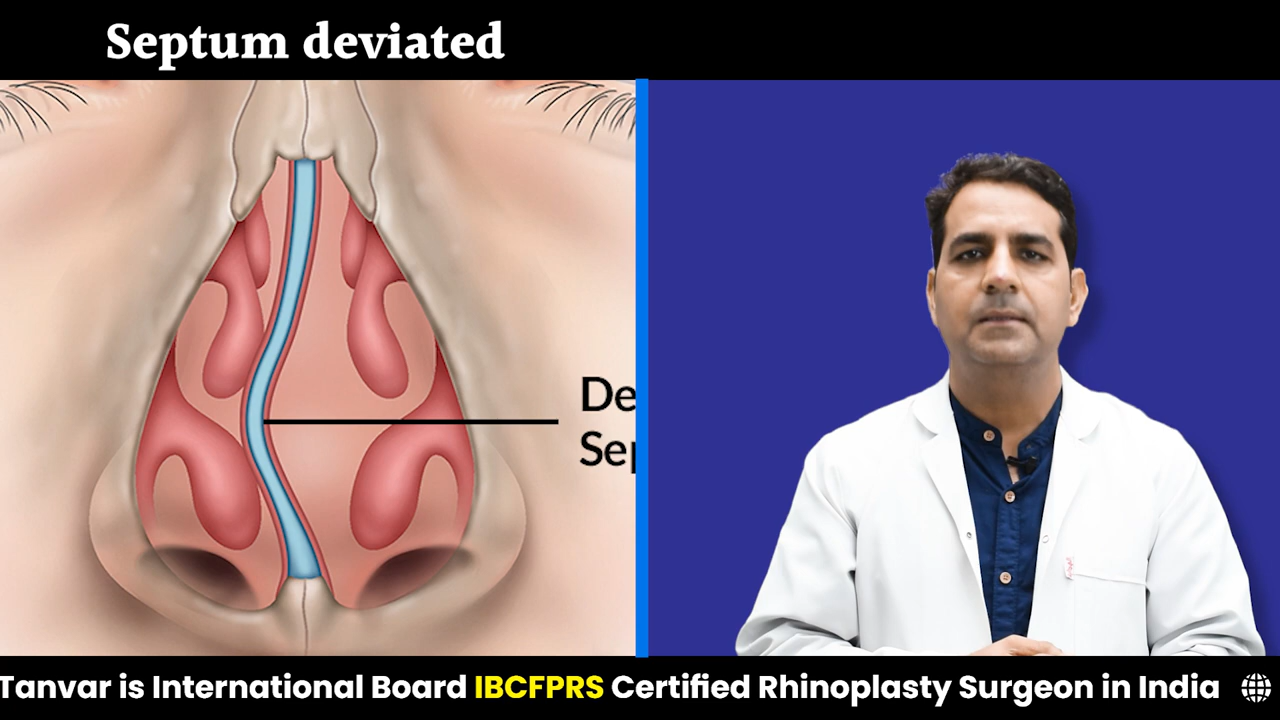 Septum deviated
De
Sep
Tanvar is International Board IBCFPRS Certified Rhinoplasty Surgeon in India